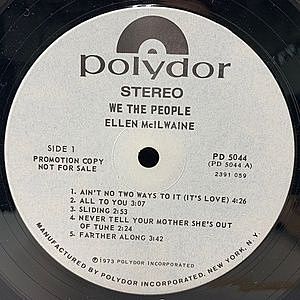 polydor
STEREO
WE THE PEOPLE
ELLEN McILWAINE
SIDE 1
PROMOTION COPY
NOT FOR SALE
PD 5044
(PD 5044 A)
2391 059
1. AIN'T NO TWO WAYS TO IT (IT'S LOVE) 4:26
2. ALL TO YOU 3:07
3. SLIDING 2:53
4. NEVER TELL YOUR MOTHER SHE'S OUT
OF TUNE 2:24
5. FARTHER ALONG 3:42
℗ 1973 POLYDOR INCORPORATED
MANUFACTURED BY POLYDOR INCORPORATED, NEW YORK, N.Y.